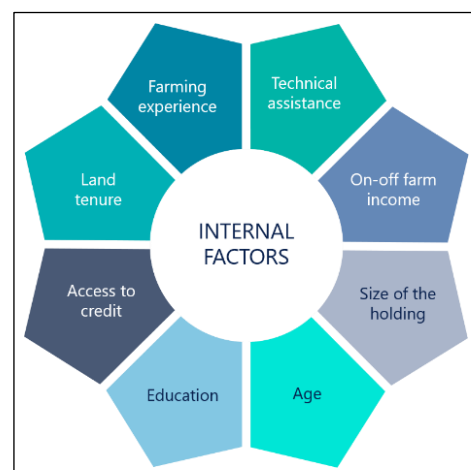 Farming
experience
Technical
assistance
Land
tenure
On-off farm
income
INTERNAL
FACTORS
Access to
credit
Size of the
holding
Education
Age